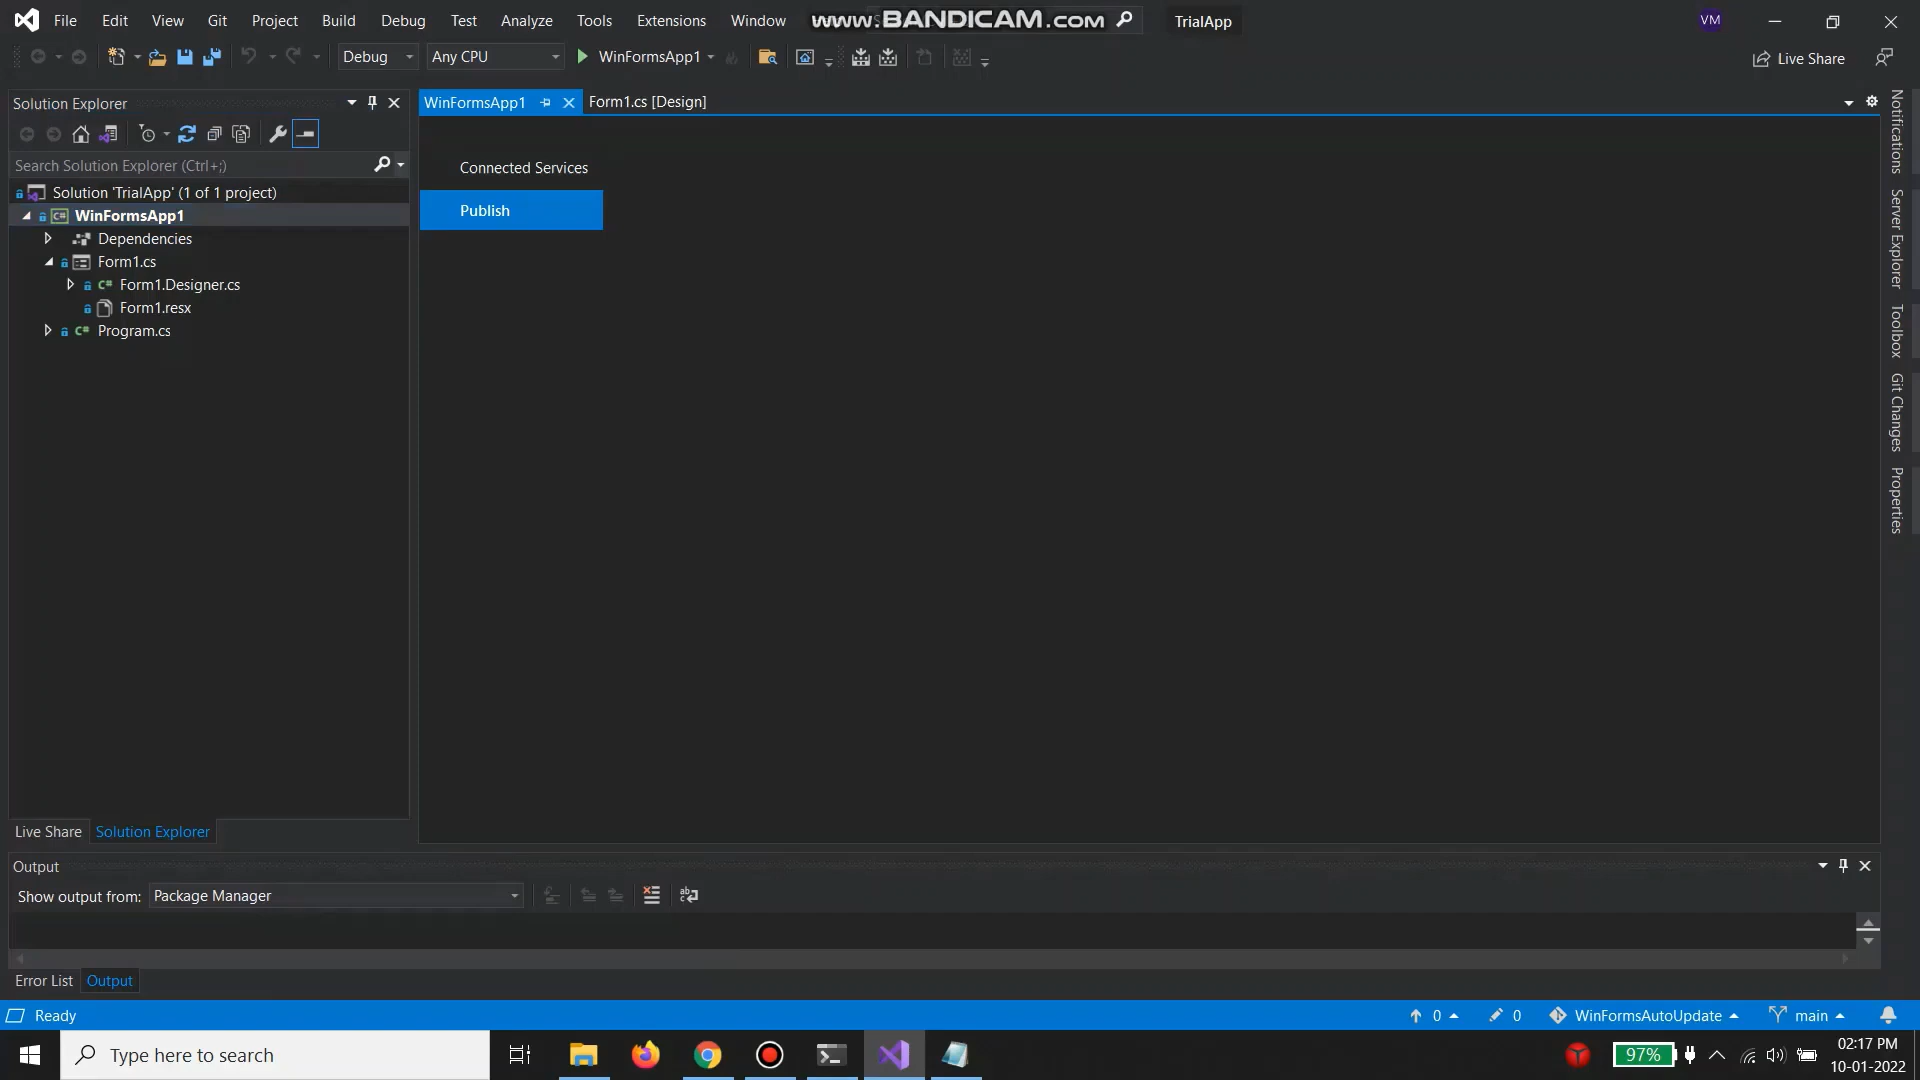 File Edit View Git Project Build Debug Test Analyze Tools Extensions Window www.BANDICAM.com TrialApp VM
Debug Any CPU WinFormsApp1 Live Share
Solution Explorer
WinFormsApp1 Form1.cs [Design]
Search Solution Explorer (Ctrl+;)
Connected Services
Publish
Solution 'TrialApp' (1 of 1 project)
WinFormsApp1
Dependencies
Form1.cs
Form1.Designer.cs
Form1.resx
Program.cs
Notifications
Server Explorer
Toolbox
Git Changes
Properties
Live Share Solution Explorer
Output
Show output from: Package Manager
Error List Output
Ready 0 0 WinFormsAutoUpdate main
Type here to search 97% 02:17 PM
10-01-2022